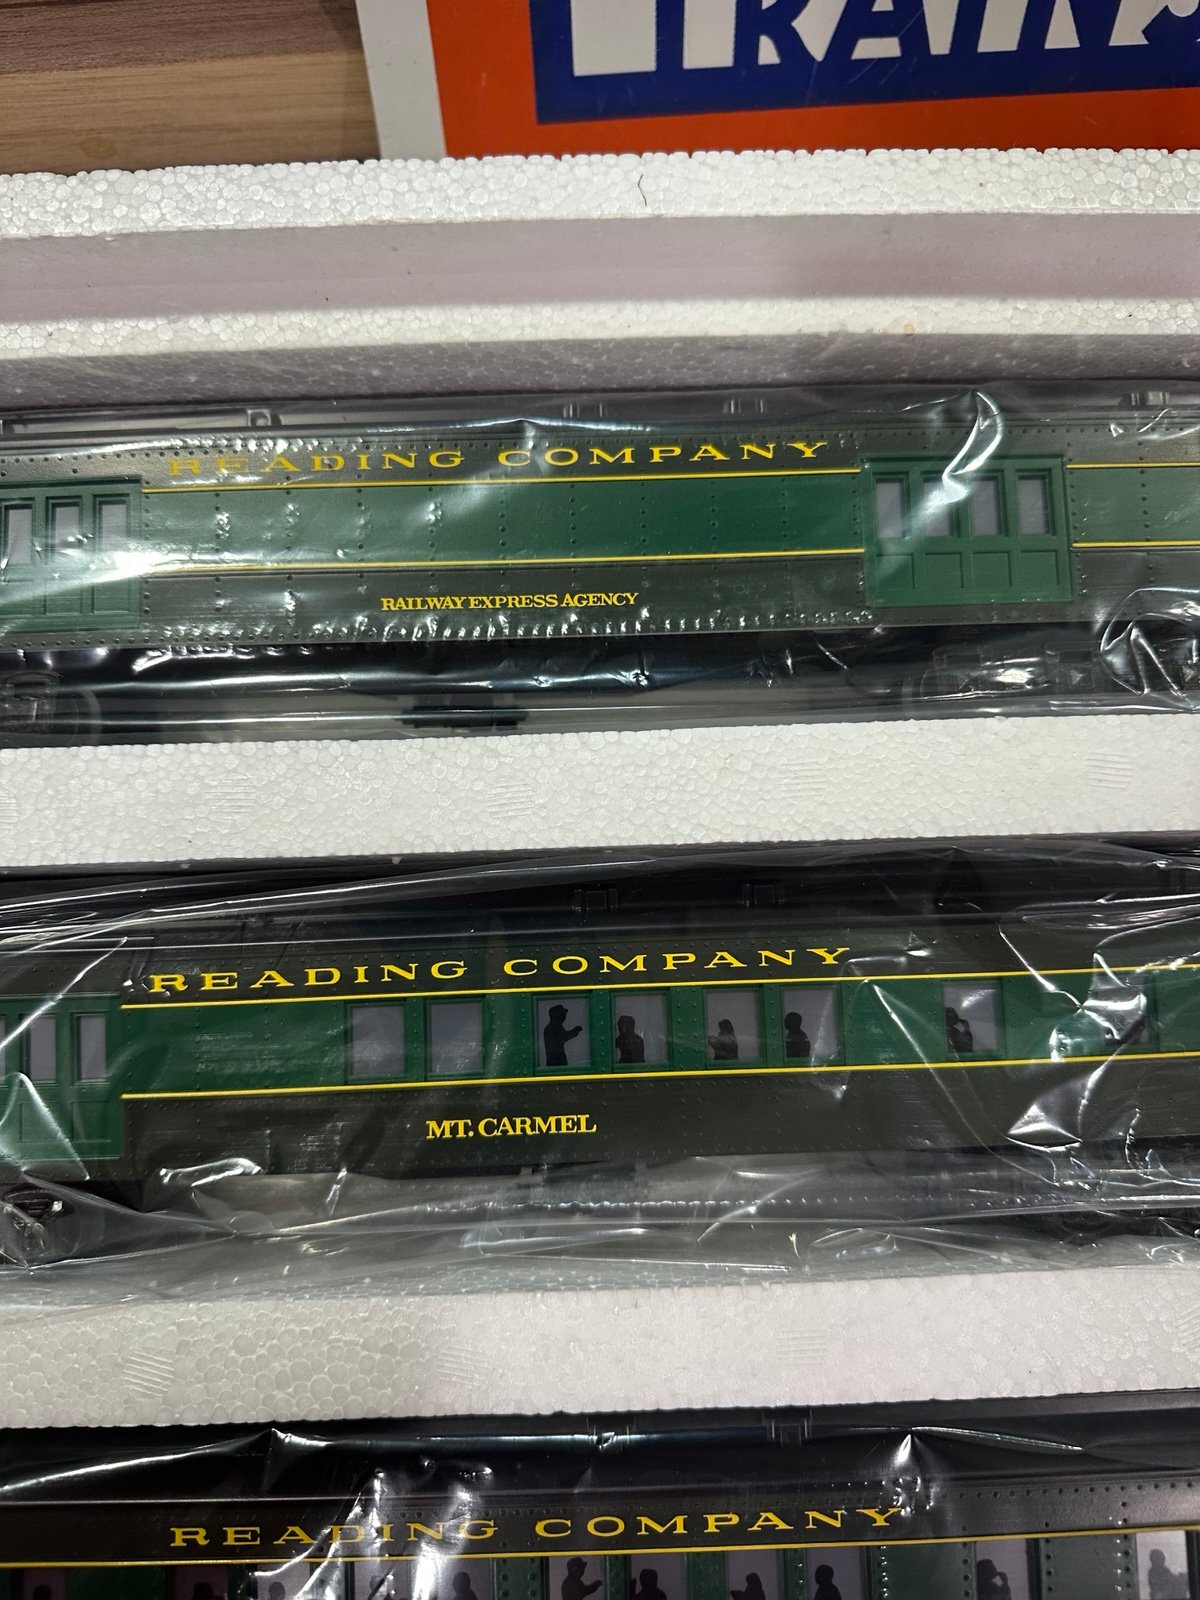 READING COMPANY
RAILWAY EXPRESS AGENCY
READING COMPANY
MT. CARMEL
READING COMPANY